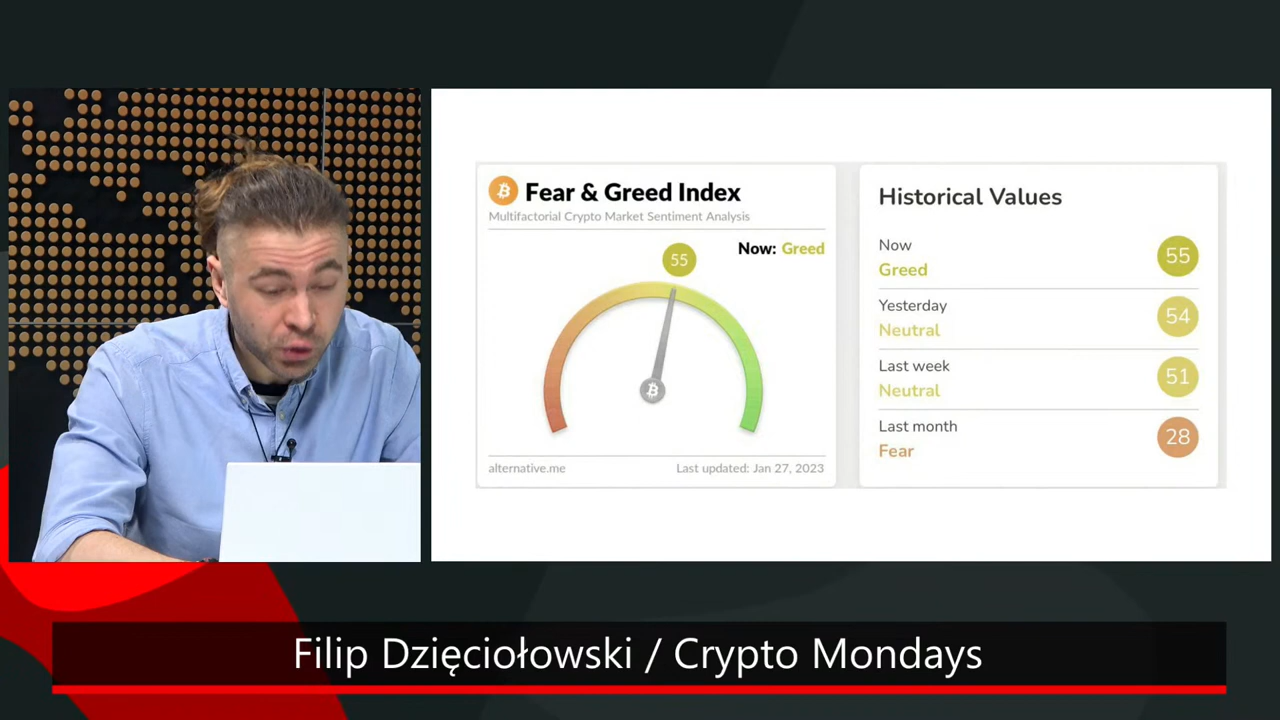 Fear & Greed Index
Multifactorial Crypto Market Sentiment Analysis
Now: Greed
55
alternative.me
Last updated: Jan 27, 2023
Historical Values
Now
Greed
55
Yesterday
Neutral
54
Last week
Neutral
51
Last month
Fear
28
Filip Dzięciołowski / Crypto Mondays